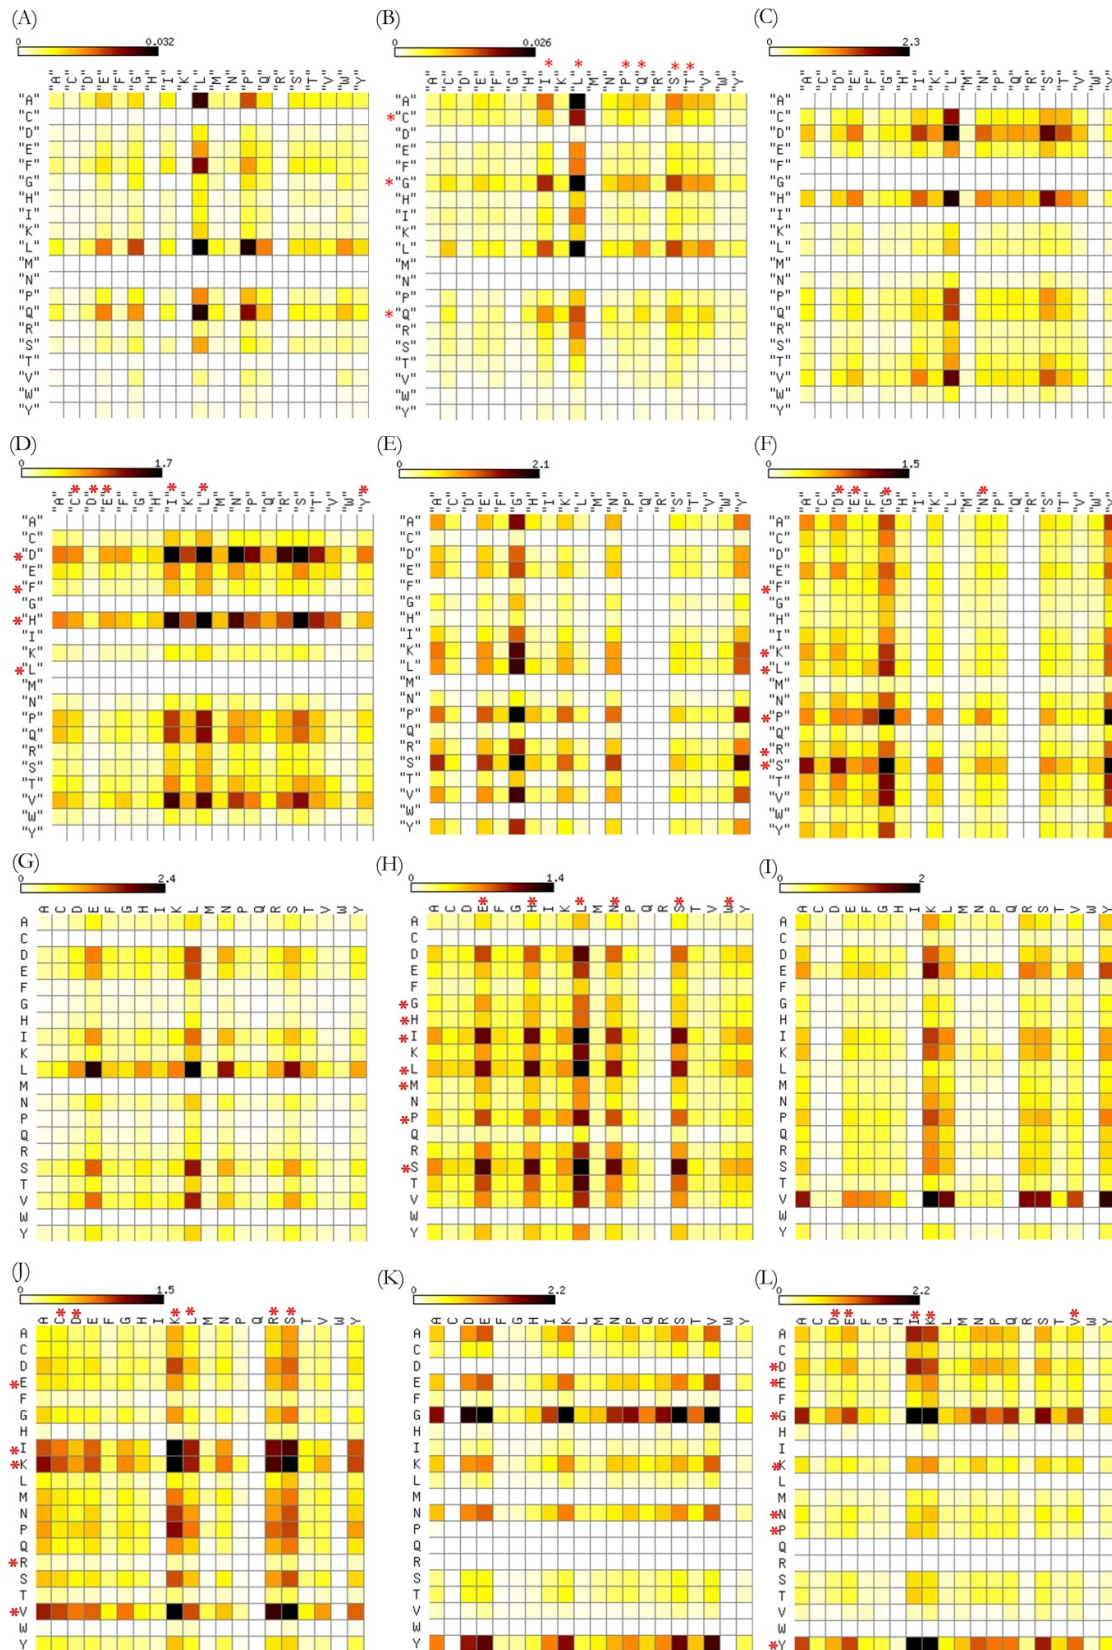 (A) (B) (C)
0 0.032 0 0.026 0 2.3
"A" "C" "D" "E" "F" "G" "H" "I" "K" "L" "M" "N" "P" "Q" "R" "S" "T" "V" "W" "Y"
"A" "C" "D" "E" "F" "G" "H" "I" * "K" "L" * "M" "N" "P" * "Q" * "R" "S" * "T" * "V" "W" "Y"
"A" "C" "D" "E" "F" "G" "H" "I" "K" "L" "M" "N" "P" "Q" "R" "S" "T" "V" "W" "Y"
"A" "A" "C"
"C" * "C" "D"
"D" "D" "E"
"E" "E" "F"
"F" "F" "G"
"G" * "G" "H"
"H" "H" "I"
"I" "I" "K"
"K" "K" "L"
"L" "L" "M"
"M" "M" "N"
"N" "N" "P"
"P" "P" "Q"
"Q" * "Q" "R"
"R" "R" "S"
"S" "S" "T"
"T" "T" "V"
"V" "V" "W"
"W" "W" "Y"
"Y" "Y"
(D) (E) (F)
0 1.7 0 2.1 0 1.5
"A" "C" * "D" * "E" * "F" "G" "H" "I" * "K" "L" * "M" "N" "P" "Q" "R" "S" "T" "V" "W" "Y" *
"A" "C" "D" "E" "F" "G" "H" "I" "K" "L" "M" "N" "P" "Q" "R" "S" "T" "V" "W" "Y"
"A" "C" "D" * "E" * "F" "G" * "H" "I" "K" "L" "M" "N" * "P" "Q" "R" "S" "T" "V" "W" "Y"
"A" "A" "A"
"C" "C" "C"
* "D" "D" "D"
"E" "E" "E"
* "F" "F" * "F"
"G" "G" "G"
* "H" "H" "H"
"I" "I" "I"
"K" "K" * "K"
* "L" "L" * "L"
"M" "M" "M"
"N" "N" "N"
"P" "P" * "P"
"Q" "Q" "Q"
"R" "R" * "R"
"S" "S" * "S"
"T" "T" "T"
"V" "V" "V"
"W" "W" "W"
"Y" "Y" "Y"
(G) (H) (I)
0 2.4 0 1.4 0 2
A C D E F G H I K L M N P Q R S T V W Y
A C D E * F G H * I K L * M N * P Q R S * T V W * Y
A C D E F G H I K L M N P Q R S T V W Y
A A A
C C C
D D D
E E E
F F F
G * G G
H * H H
I * I I
K K K
L * L L
M * M M
N N N
P * P P
Q Q Q
R R R
S * S S
T T T
V V V
W W W
Y Y Y
(J) (K) (L)
0 1.5 0 2.2 0 2.2
A C * D * E F G H I K * L * M N P Q R * S * T V W Y
A C D E F G H I K L M N P Q R S T V W Y
A C D * E * F G H I * K * L M N P Q R S T V * W Y
A A A
C C C
D D * D
* E E * E
F F F
G G * G
H H H
* I I I
* K K * K
L L L
M M M
N N * N
P P * P
Q Q Q
* R R R
S S S
T T T
* V V V
W W W
Y Y * Y